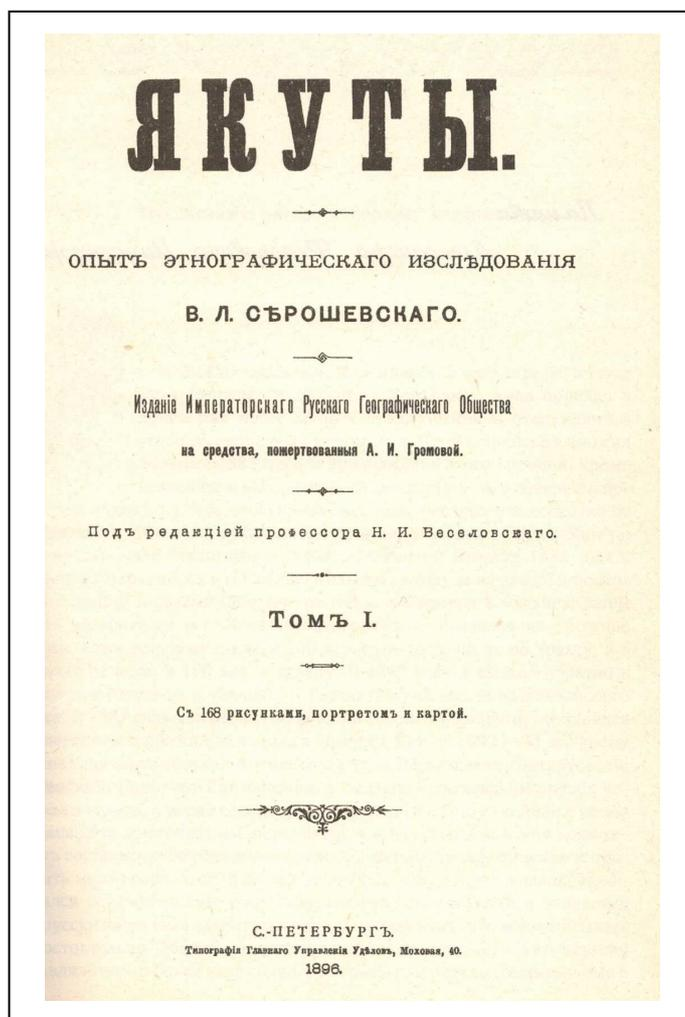 ЯКУТЫ.
ОПЫТЪ ЭТНОГРАФИЧЕСКАГО ИЗСЛѢДОВАНІЯ
В. Л. СѢРОШЕВСКАГО.
Изданіе Императорскаго Русскаго Географическаго Общества
на средства, пожертвованныя А. И. Громовой.
Подъ редакціей профессора Н. И. Веселовскаго.
Томъ I.
Съ 168 рисунками, портретомъ и картой.
С.-ПЕТЕРБУРГЪ.
Типографія Главнаго Управленія Удѣловъ, Моховая, 40.
1896.